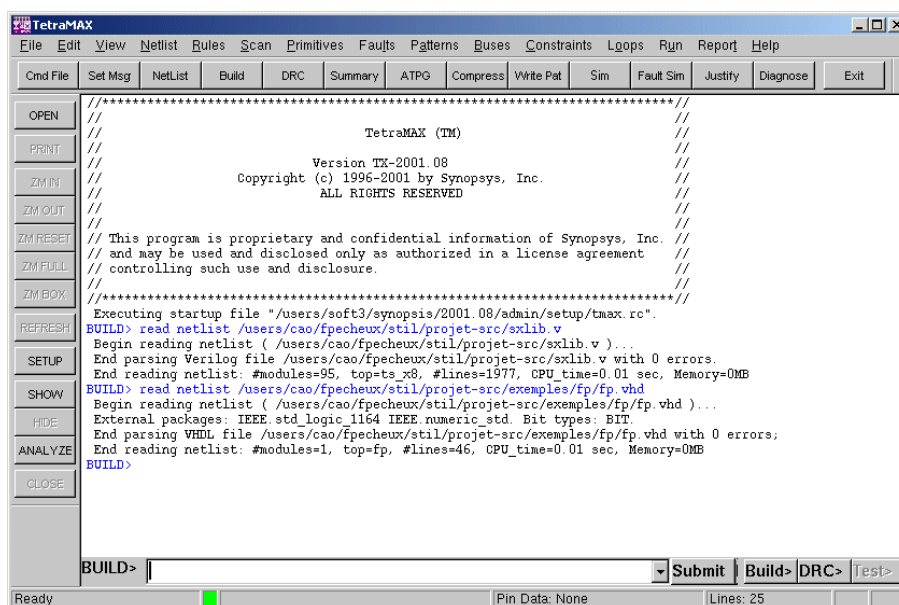 TetraMAX
File Edit View Netlist Rules Scan Primitives Faults Patterns Buses Constraints Loops Run Report Help
Cmd File Set Msg NetList Build DRC Summary ATPG Compress Write Pat Sim Fault Sim Justify Diagnose Exit
OPEN
PRINT
ZM IN
ZM OUT
ZM RESET
ZM FULL
ZM BOX
REFRESH
SETUP
SHOW
HIDE
ANALYZE
CLOSE
//****************************************************************************//
// //
// TetraMAX (TM) //
// //
// Version TX-2001.08 //
// Copyright (c) 1996-2001 by Synopsys, Inc. //
// ALL RIGHTS RESERVED //
// //
// //
// This program is proprietary and confidential information of Synopsys, Inc. //
// and may be used and disclosed only as authorized in a license agreement //
// controlling such use and disclosure. //
// //
//****************************************************************************//
Executing startup file "/users/soft3/synopsis/2001.08/admin/setup/tmax.rc".
BUILD> read netlist /users/cao/fpecheux/stil/projet-src/sxlib.v
Begin reading netlist ( /users/cao/fpecheux/stil/projet-src/sxlib.v )...
End parsing Verilog file /users/cao/fpecheux/stil/projet-src/sxlib.v with 0 errors.
End reading netlist: #modules=95, top=ts_x8, #lines=1977, CPU_time=0.01 sec, Memory=0MB
BUILD> read netlist /users/cao/fpecheux/stil/projet-src/exemples/fp/fp.vhd
Begin reading netlist ( /users/cao/fpecheux/stil/projet-src/exemples/fp/fp.vhd )...
External packages: IEEE.std_logic_1164 IEEE.numeric_std. Bit types: BIT.
End parsing VHDL file /users/cao/fpecheux/stil/projet-src/exemples/fp/fp.vhd with 0 errors;
End reading netlist: #modules=1, top=fp, #lines=46, CPU_time=0.01 sec, Memory=0MB
BUILD>
BUILD> Submit Build> DRC> Test>
Ready Pin Data: None Lines: 25